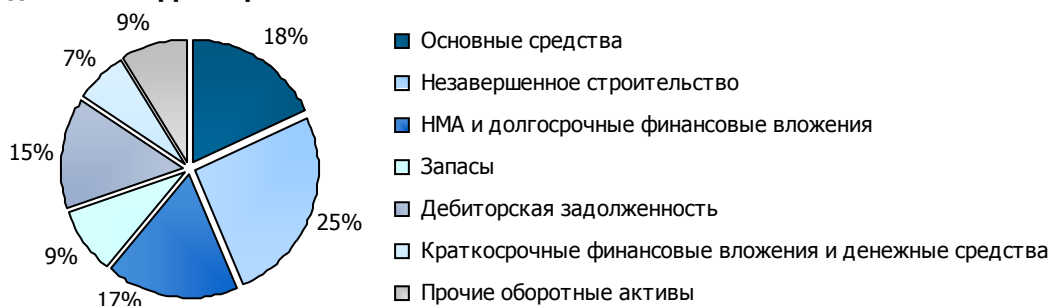 9%
18%
7%
15%
25%
9%
17%
Основные средства
Незавершенное строительство
НМА и долгосрочные финансовые вложения
Запасы
Дебиторская задолженность
Краткосрочные финансовые вложения и денежные средства
Прочие оборотные активы